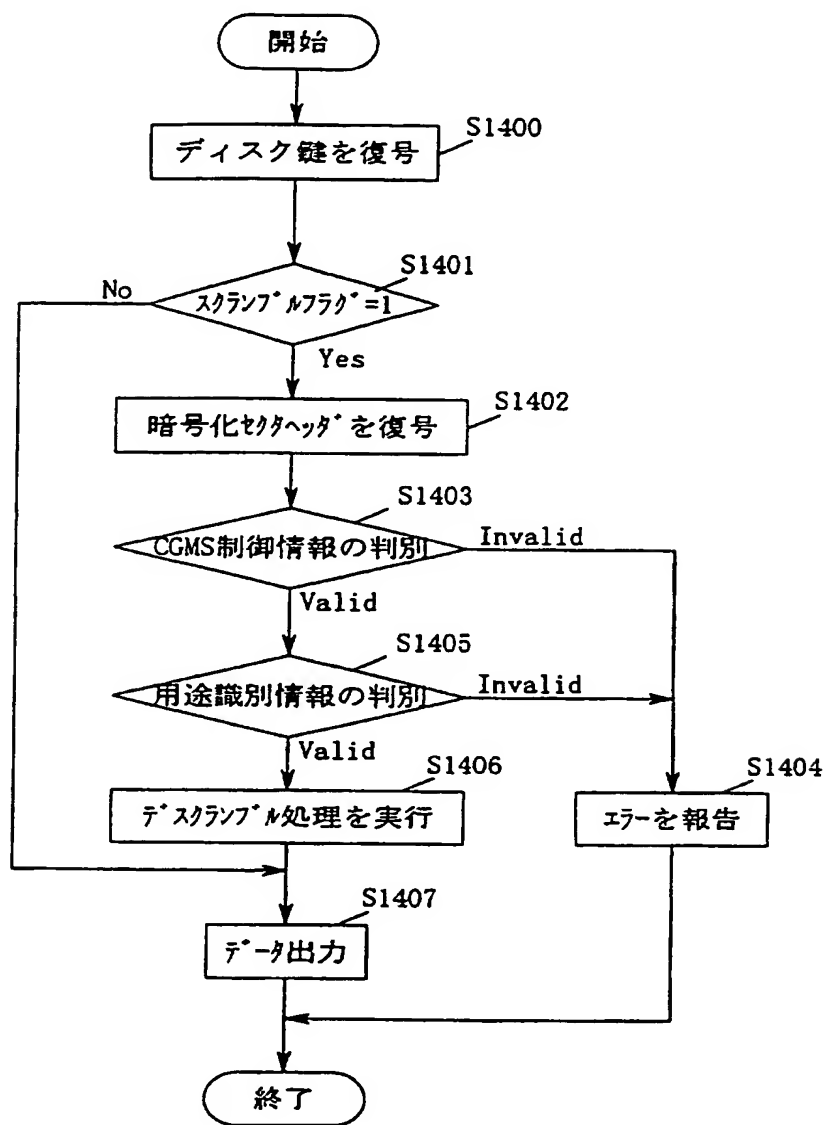 開始
S1400
ディスク鍵を復号
S1401
No
ｽｸﾗﾝﾌﾞﾙﾌﾗｸﾞ=1
Yes
S1402
暗号化ｾｸﾀﾍｯﾀﾞを復号
S1403
CGMS制御情報の判別
Invalid
Valid
S1405
用途識別情報の判別
Invalid
Valid
S1406
ﾃﾞｽｸﾗﾝﾌﾞﾙ処理を実行
S1404
ｴﾗｰを報告
S1407
ﾃﾞｰﾀ出力
終了